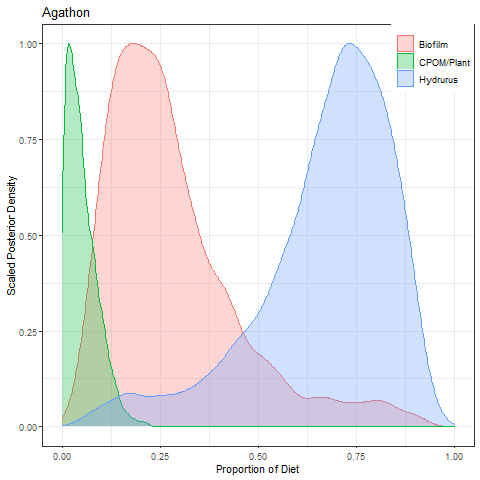 Agathon
Biofilm
CPOM/Plant
Hydrurus
1.00
0.75
0.50
0.25
0.00
Scaled Posterior Density
0.00 0.25 0.50 0.75 1.00
Proportion of Diet